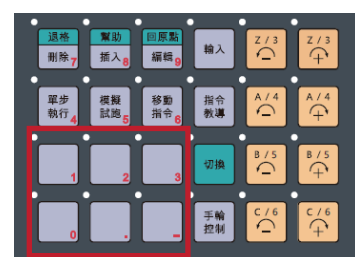 退格 幫助 回原點 Z / 3 Z / 3
刪除7 插入8 編輯9 輸入 − +
單步 模擬 移動 指令 A / 4 A / 4
執行4 試跑5 指令6 教導 − +
1 2 3 切換 B / 5 B / 5
− +
0 . - 手輪 C / 6 C / 6
控制 − +